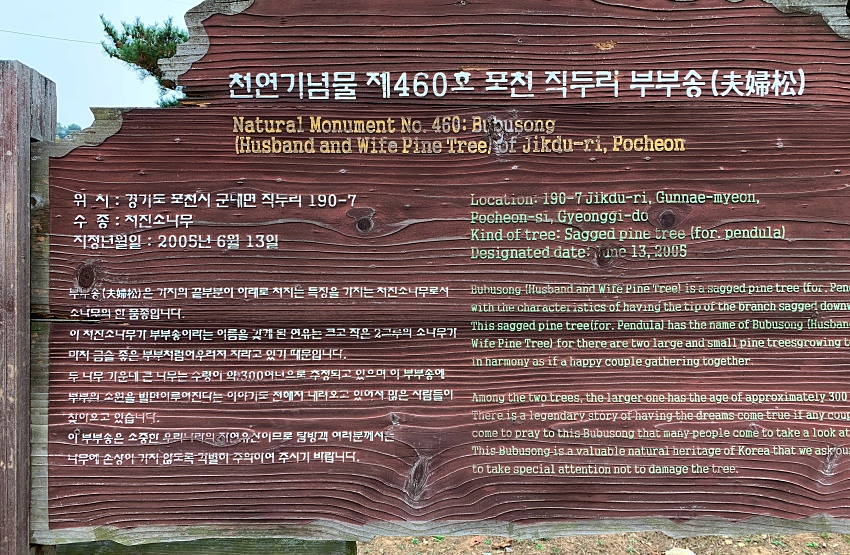 천연기념물 제460호 포천 직두리 부부송(夫婦松)
Natural Monument No. 460: Bubusong
(Husband and Wife Pine Tree) of Jikdu-ri, Pocheon
위 치 : 경기도 포천시 군내면 직두리 190-7
수 종 : 처진소나무
지정년월일 : 2005년 6월 13일
부부송(夫婦松)은 가지의 끝부분이 아래로 처지는 특징을 가지는 처진소나무로서
소나무의 한 품종입니다.
이 처진소나무가 부부송이라는 이름을 갖게 된 연유는 크고 작은 2그루의 소나무가
마치 금슬 좋은 부부처럼어우러져 자라고 있기 때문입니다.
두 나무 가운데 큰 나무는 수령이 약300여년으로 추정되고 있으며 이 부부송에
부부의 소원을 빌면이루어진다는 이야기도 전해져 내려오고 있어서 많은 사람들이
찾아오고 있습니다.
이 부부송은 소중한 우리나라의 자연유산이므로 탐방객 여러분께서는
나무에 손상이 가지 않도록 각별히 주의하여 주시기 바랍니다.
Location: 190-7 Jikdu-ri, Gunnae-myeon,
Pocheon-si, Gyeonggi-do
Kind of tree: Sagged pine tree (for. pendula)
Designated date: June 13, 2005
Bubusong (Husband and Wife Pine Tree) is a sagged pine tree (for. Pen
with the characteristics of having the tip of the branch sagged down
This sagged pine tree(for. Pendula) has the name of Bubusong (Husban
Wife Pine Tree) for there are two large and small pine treesgrowing t
in harmony as if a happy couple gathering together.
Among the two trees, the larger one has the age of approximately 300
There is a legendary story of having the dreams come true if any coup
come to pray to this Bubusong that many people come to take a look at
This Bubusong is a valuable natural heritage of Korea that we ask our
to take special attention not to damage the tree.